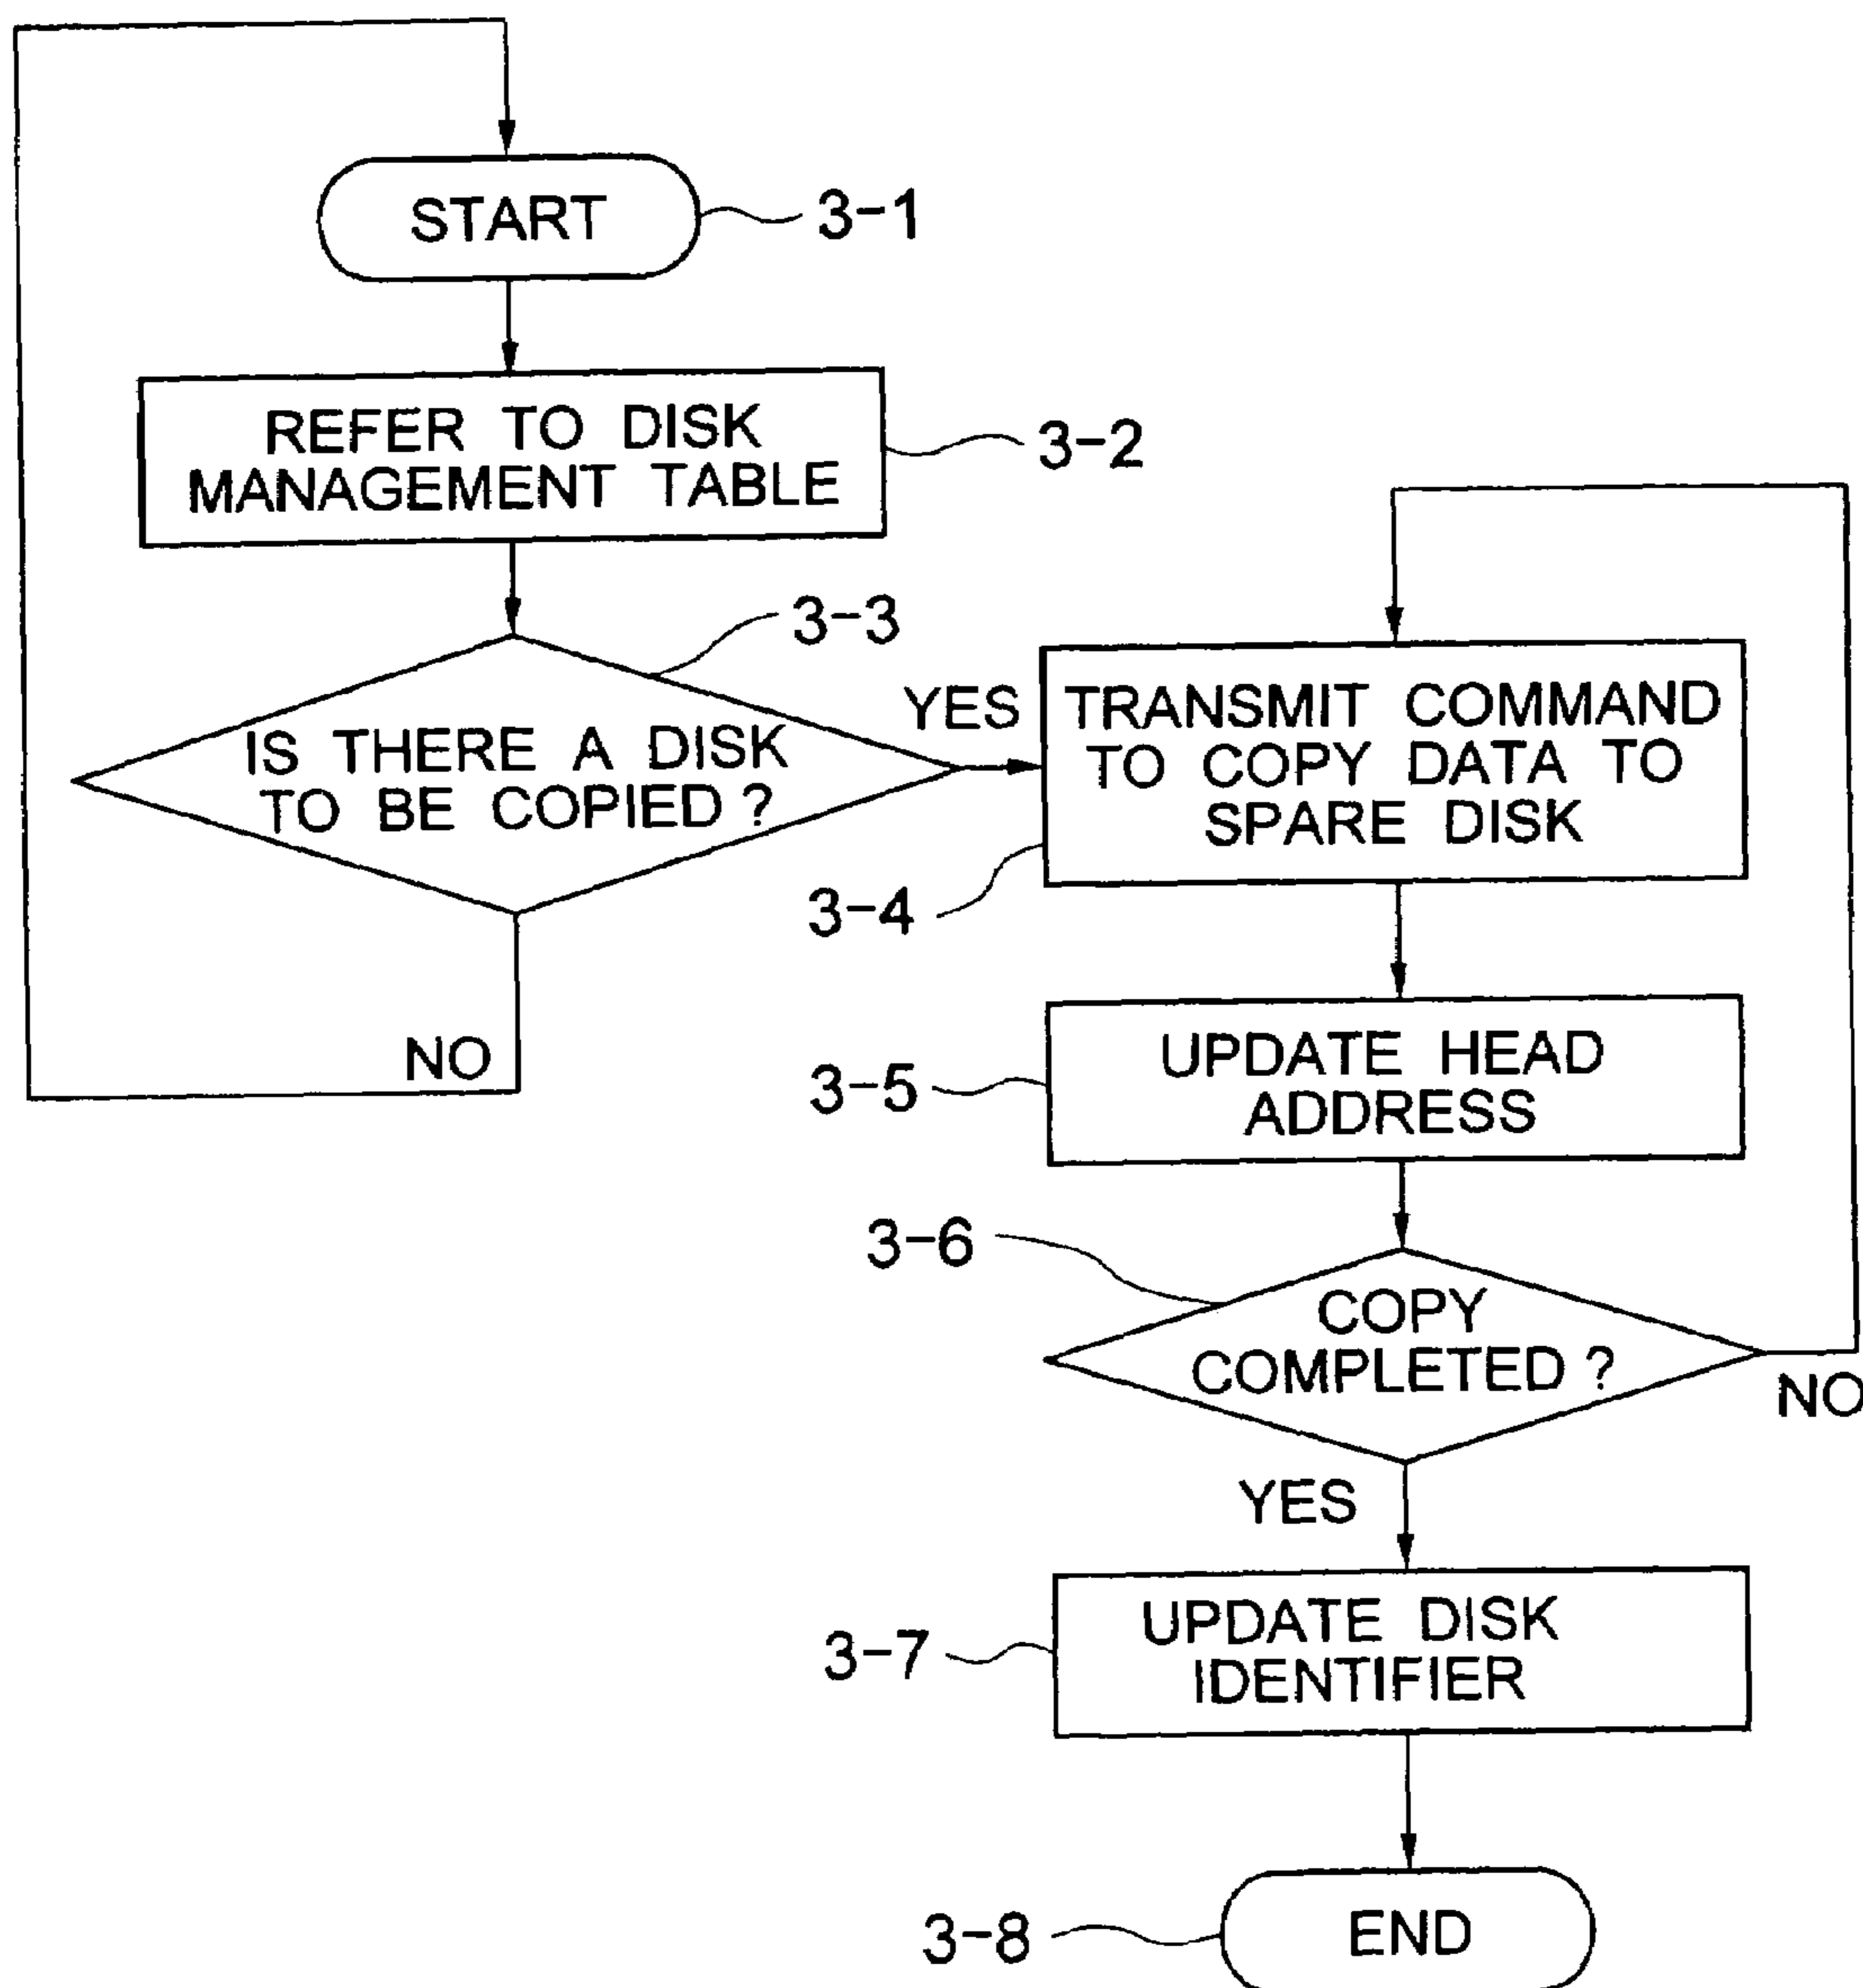 START
3-1
REFER TO DISK
MANAGEMENT TABLE
3-2
3-3
IS THERE A DISK
TO BE COPIED ?
YES
NO
TRANSMIT COMMAND
TO COPY DATA TO
SPARE DISK
3-4
UPDATE HEAD
ADDRESS
3-5
3-6
COPY
COMPLETED ?
NO
YES
UPDATE DISK
IDENTIFIER
3-7
END
3-8